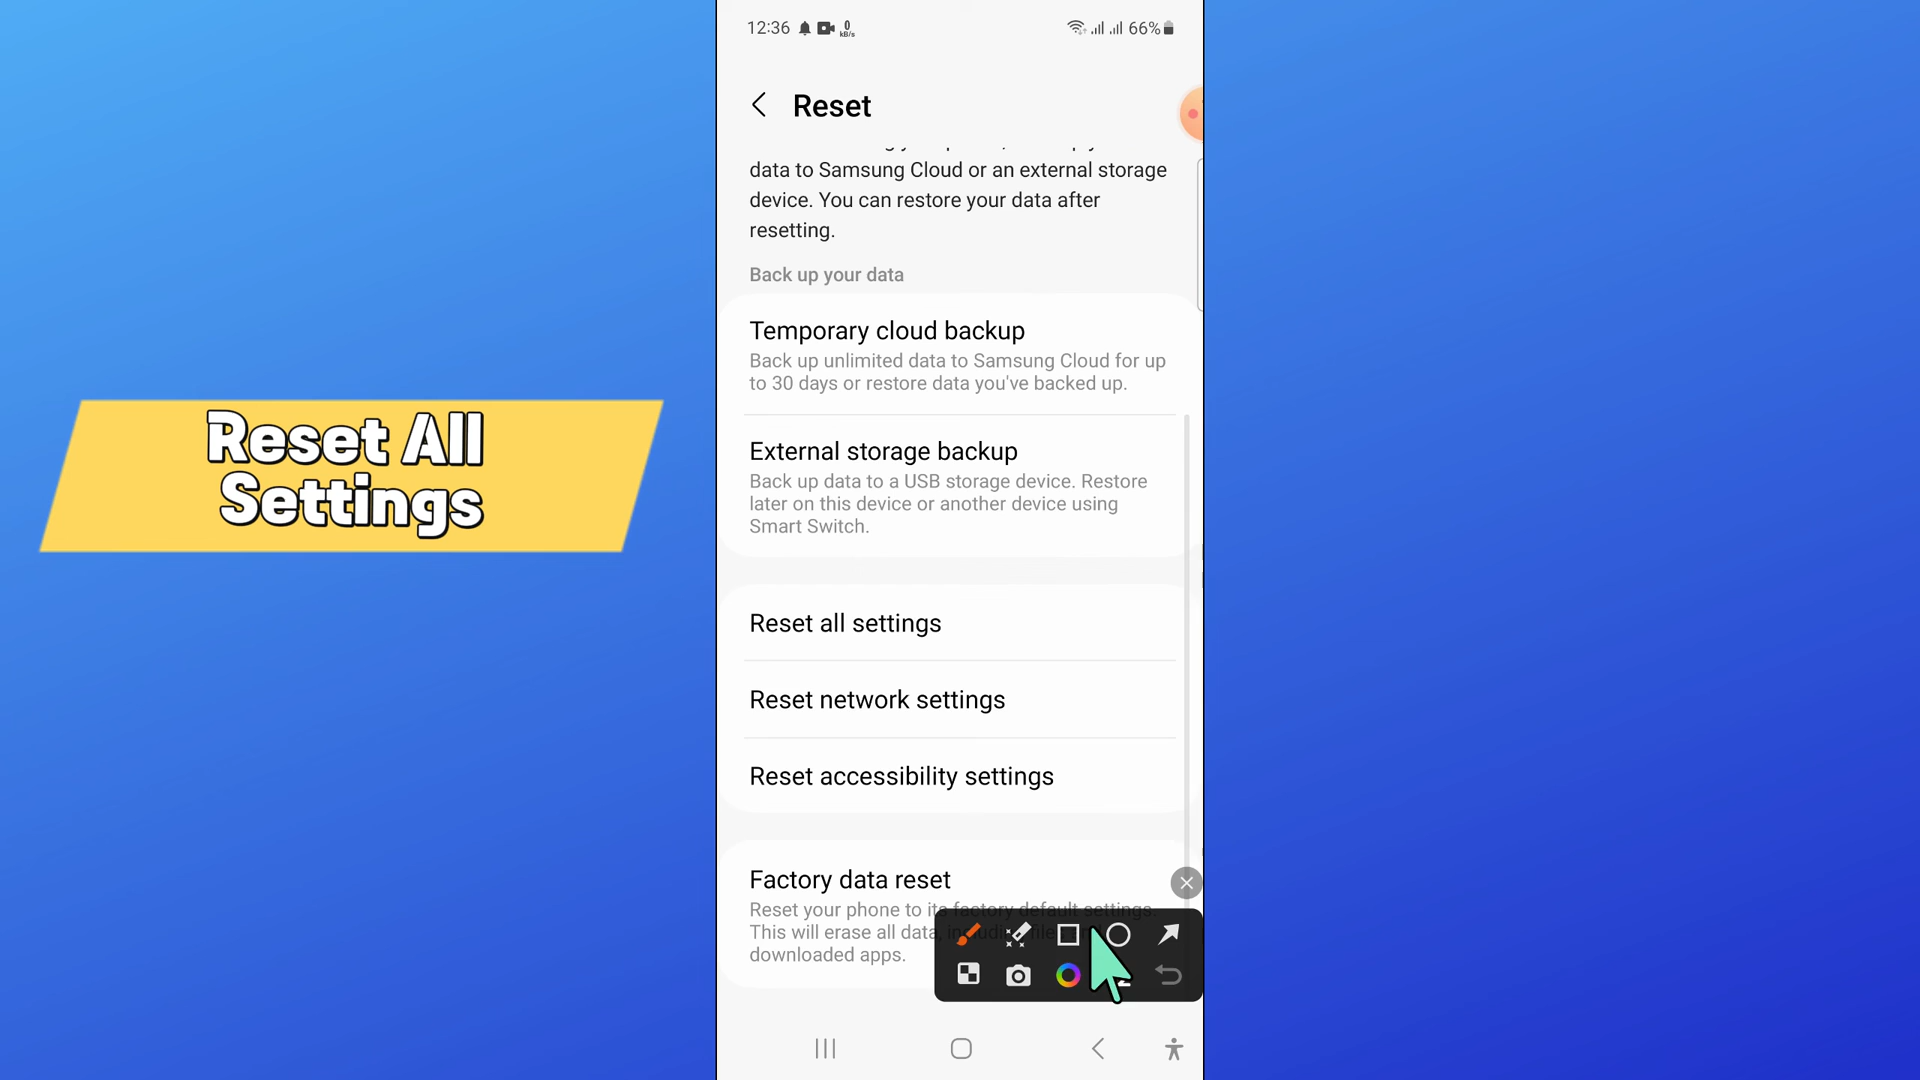 12:36
0
kB/s
66%
Reset
data to Samsung Cloud or an external storage
device. You can restore your data after
resetting.
Back up your data
Temporary cloud backup
Back up unlimited data to Samsung Cloud for up
to 30 days or restore data you've backed up.
External storage backup
Back up data to a USB storage device. Restore
later on this device or another device using
Smart Switch.
Reset all settings
Reset network settings
Reset accessibility settings
Factory data reset
Reset your phone to its factory default settings.
This will erase all data,
downloaded apps.
Reset All
Settings